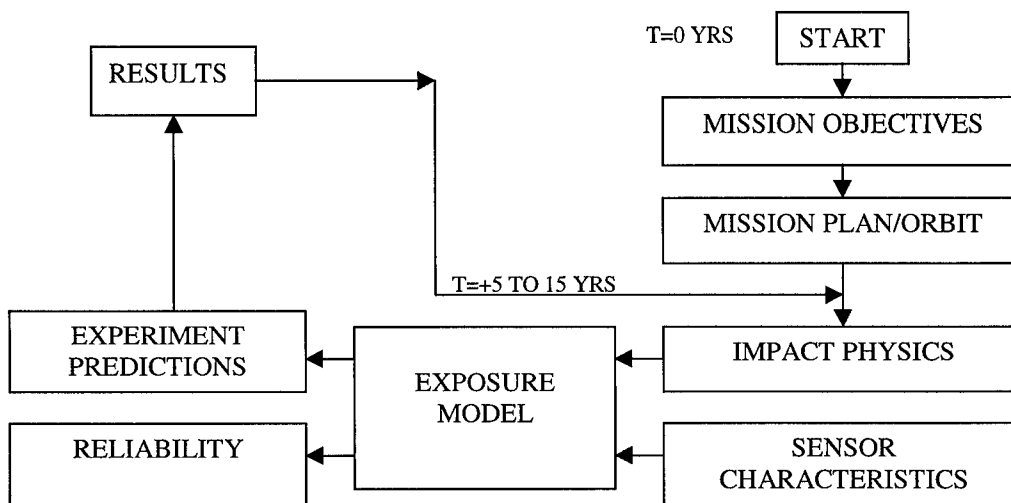 T=0 YRS
START
RESULTS
MISSION OBJECTIVES
MISSION PLAN/ORBIT
T=+5 TO 15 YRS
EXPERIMENT
PREDICTIONS
EXPOSURE
MODEL
IMPACT PHYSICS
RELIABILITY
SENSOR
CHARACTERISTICS